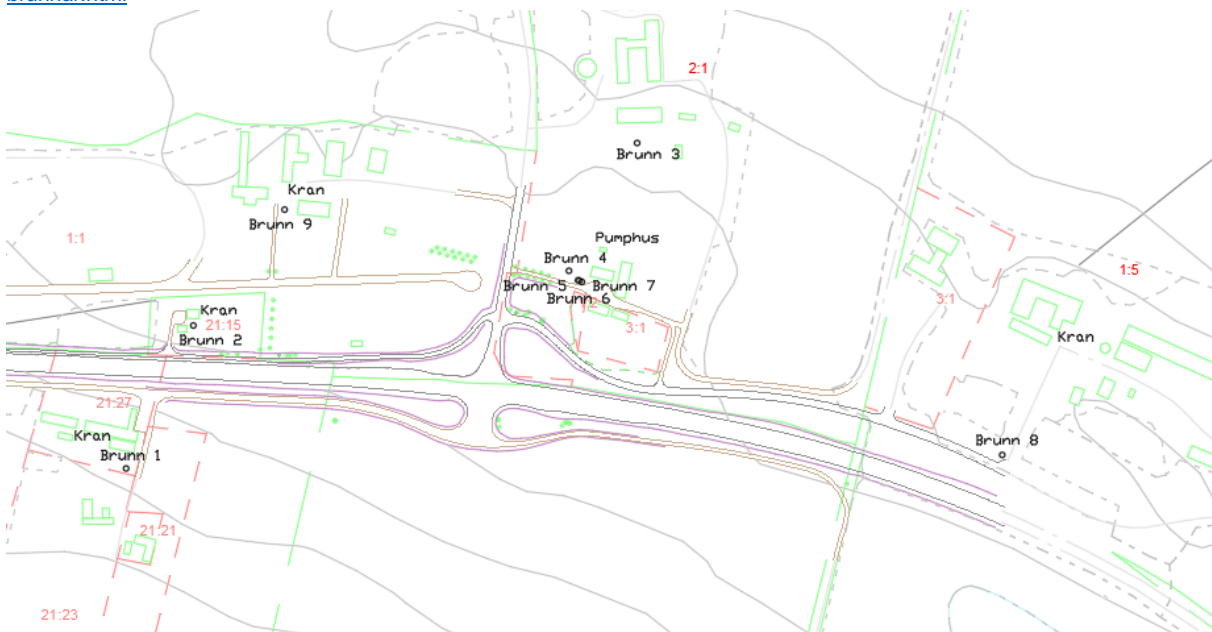 2:1
Brunn 3
Kran
Brunn 9
1:1
Pumphus
Brunn 4
Brunn 5
Brunn 7
Brunn 6
1:5
3:1
3:1
Kran
21:15
Brunn 2
Kran
21:27
Kran
Brunn 1
Brunn 8
21:21
21:23